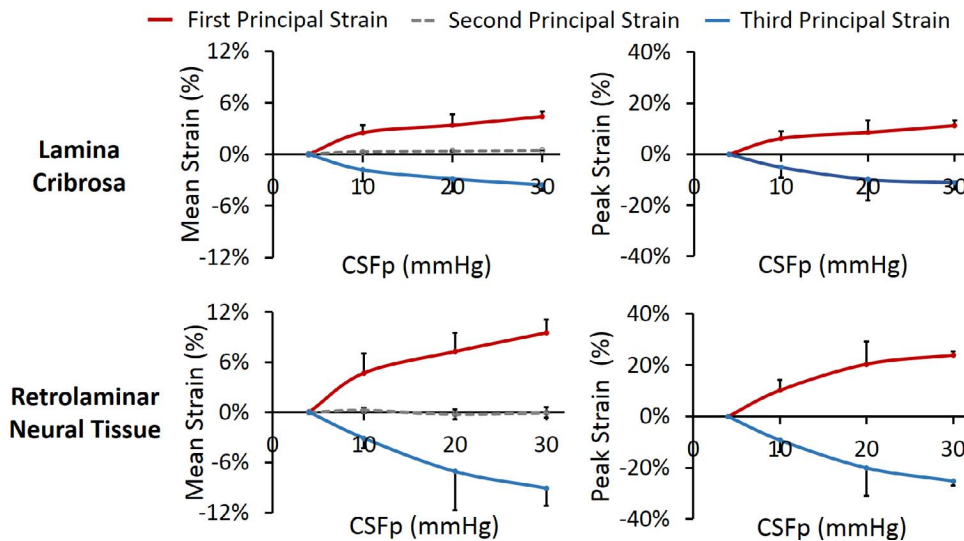 First Principal Strain Second Principal Strain Third Principal Strain
Lamina
Cribrosa
Mean Strain (%)
12%
6%
0%
-6%
-12%
0 10 20 30
CSFp (mmHg)
Peak Strain (%)
40%
20%
0%
-20%
-40%
0 10 20 30
CSFp (mmHg)
Retrolaminar
Neural Tissue
Mean Strain (%)
12%
6%
0%
-6%
-12%
0 10 20 30
CSFp (mmHg)
Peak Strain (%)
40%
20%
0%
-20%
-40%
0 10 20 30
CSFp (mmHg)